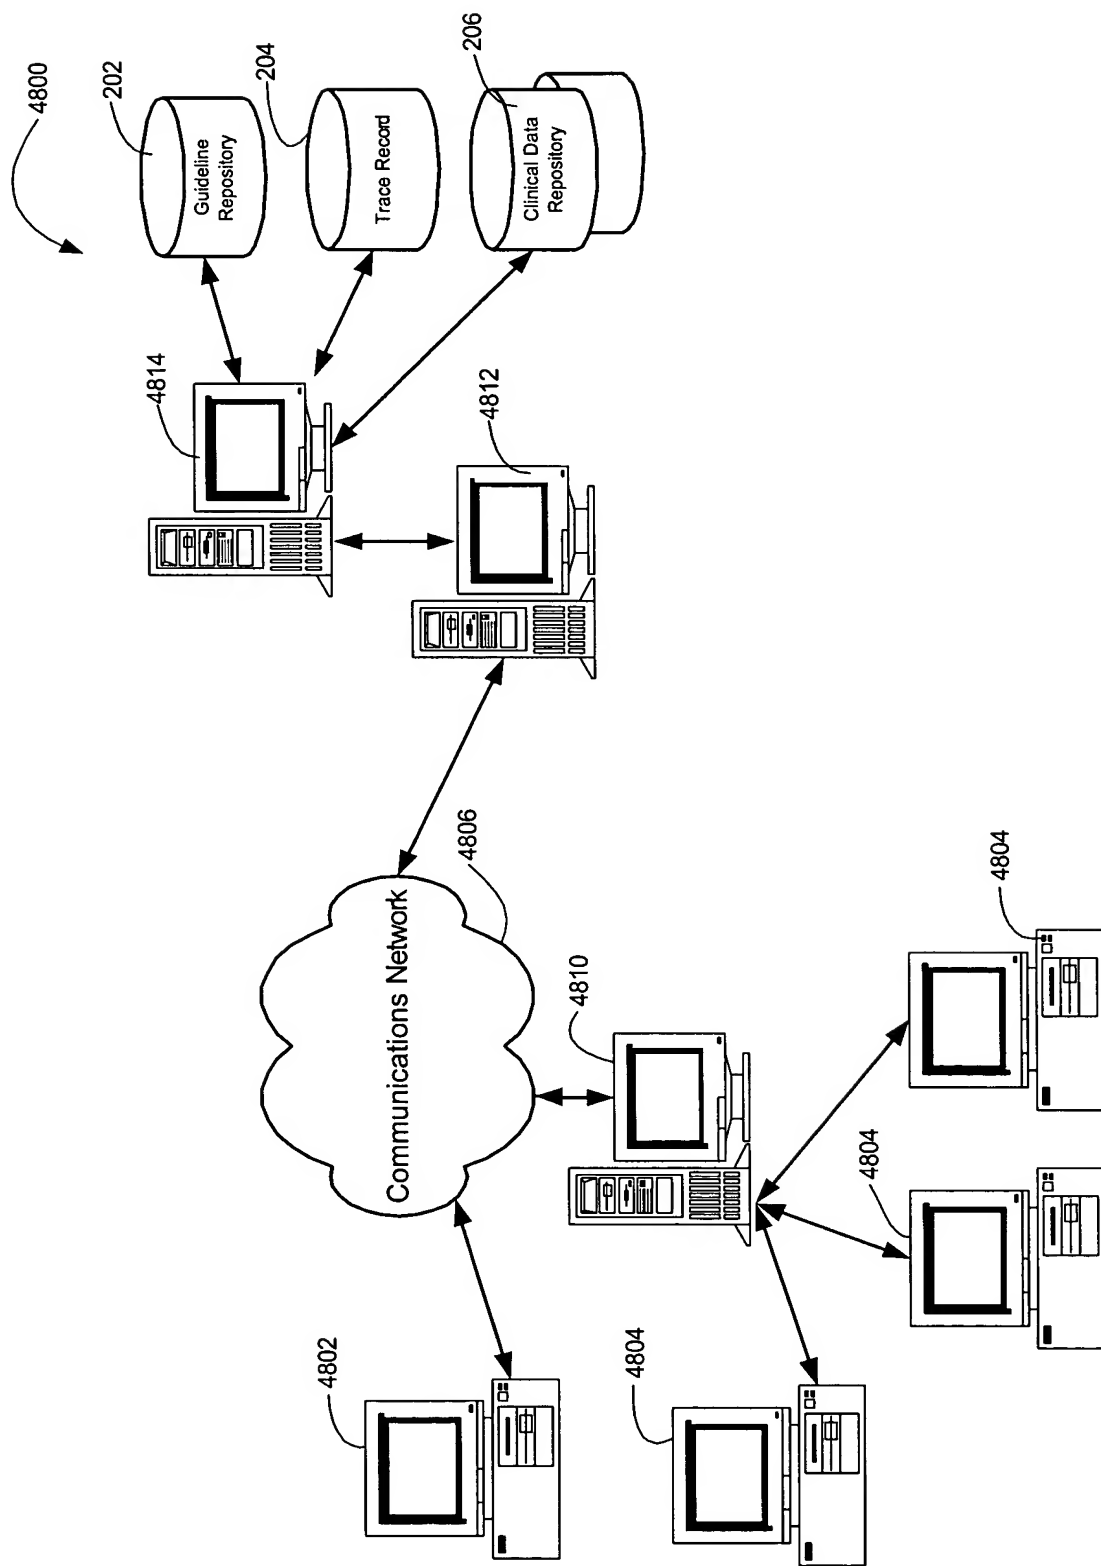 4800
202
Guideline
Repository
204
Trace Record
206
Clinical Data
Repository
4814
4812
4806
Communications Network
4810
4802
4804
4804
4804